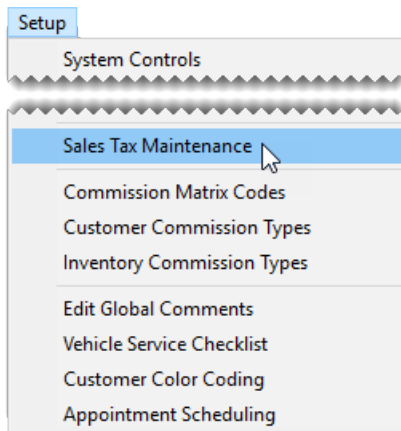 Setup
System Controls
Sales Tax Maintenance
Commission Matrix Codes
Customer Commission Types
Inventory Commission Types
Edit Global Comments
Vehicle Service Checklist
Customer Color Coding
Appointment Scheduling